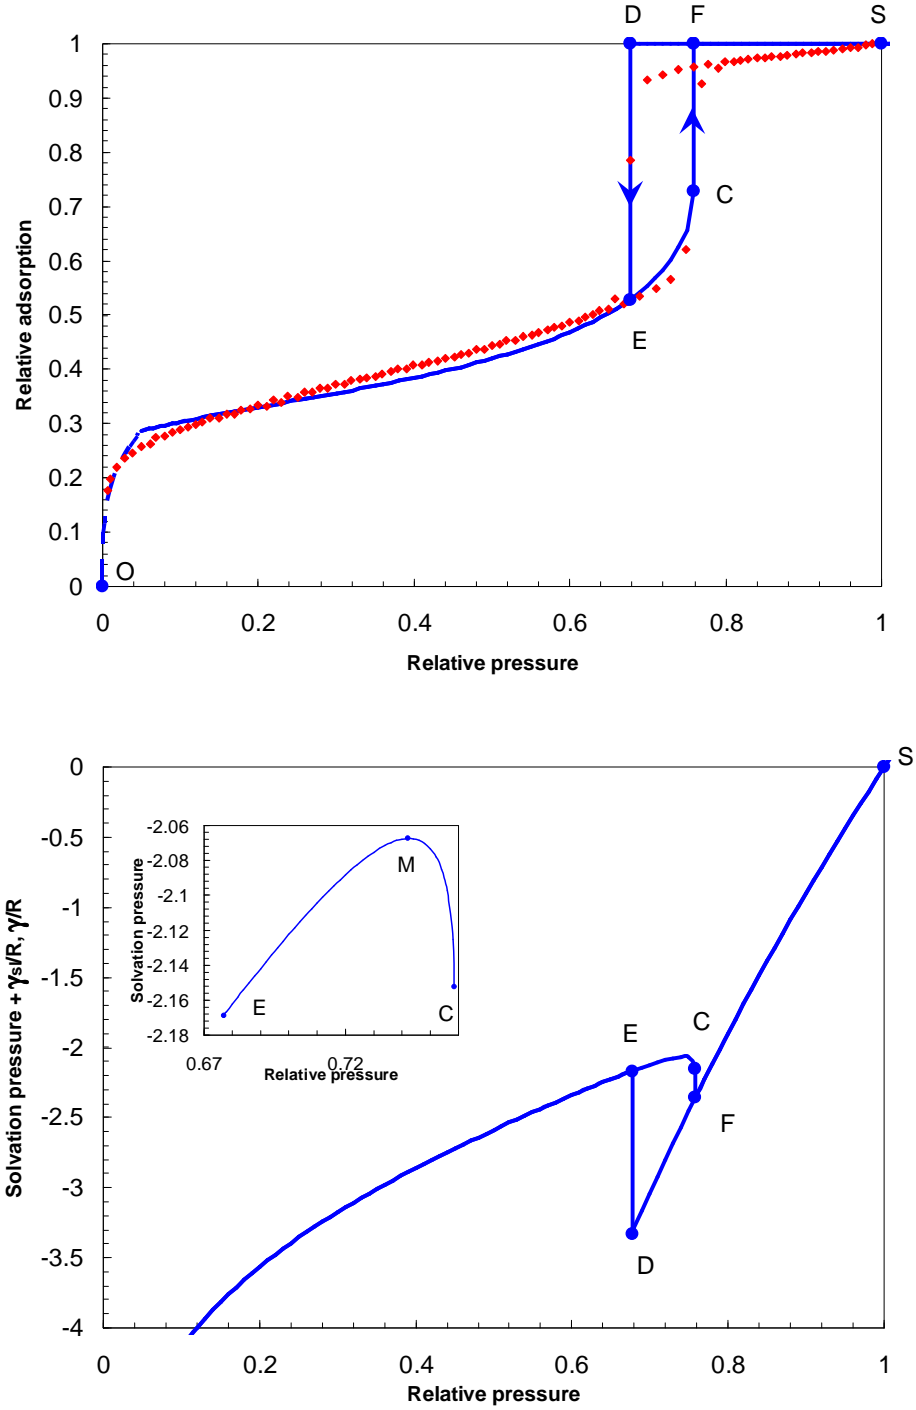 D F S
1
0.9
0.8
0.7
0.6
0.5
0.4
0.3
0.2
0.1
0
Relative adsorption
C
E
O
0 0.2 0.4 0.6 0.8 1
Relative pressure
S
0
-0.5
-1
-1.5
-2
-2.5
-3
-3.5
-4
Solvation pressure + γsl/R, γ/R
-2.06
-2.08
-2.1
-2.12
-2.14
-2.16
-2.18
Solvation pressure
M
E
C
0.67 0.72
Relative pressure
E
C
F
D
0 0.2 0.4 0.6 0.8 1
Relative pressure